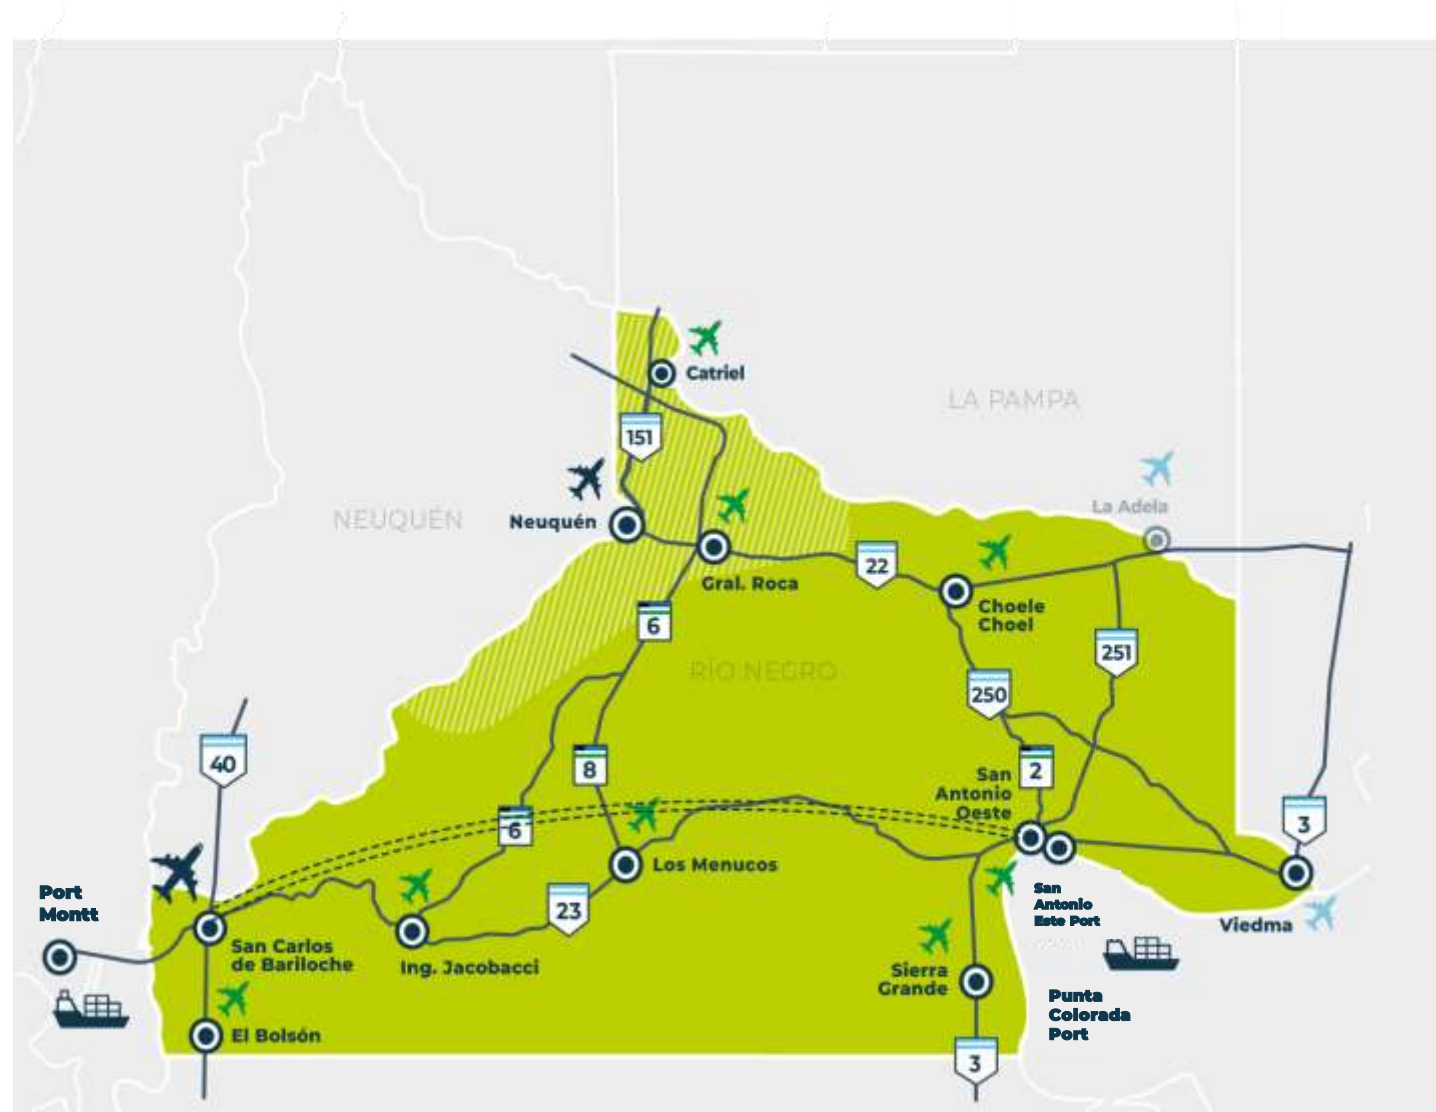 Catriel
LA PAMPA
151
La Adela
NEUQUÉN
Neuquén
22
Gral. Roca
Choele
Choel
6
251
RÍO NEGRO
250
40
8
2
San
Antonio
Oeste
6
3
Los Menucos
Port
Montt
San
Antonio
Este Port
23
Viedma
San Carlos
de Bariloche
Ing. Jacobacci
Sierra
Grande
Punta
Colorada
Port
El Bolsón
3